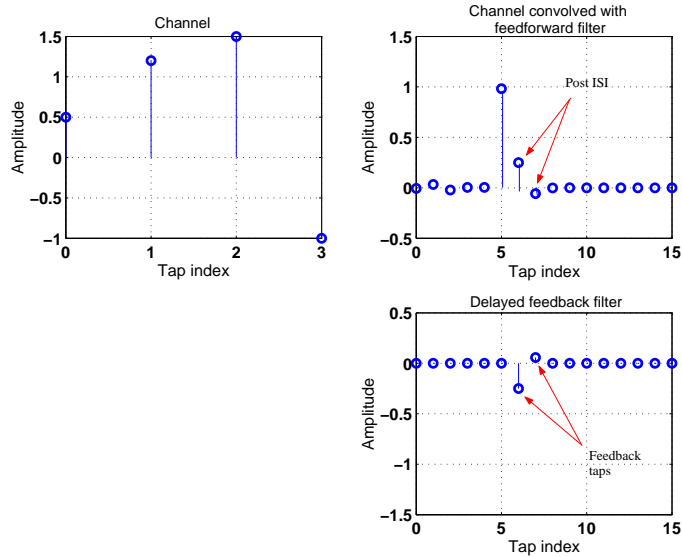 Channel
Amplitude
1.5
1
0.5
0
−0.5
−1
0 1 2 3
Tap index
Channel convolved with
feedforward filter
Amplitude
1.5
1
0.5
0
−0.5
Post ISI
0 5 10 15
Tap index
Delayed feedback filter
Amplitude
0.5
0
−0.5
−1
−1.5
Feedback
taps
0 5 10 15
Tap index